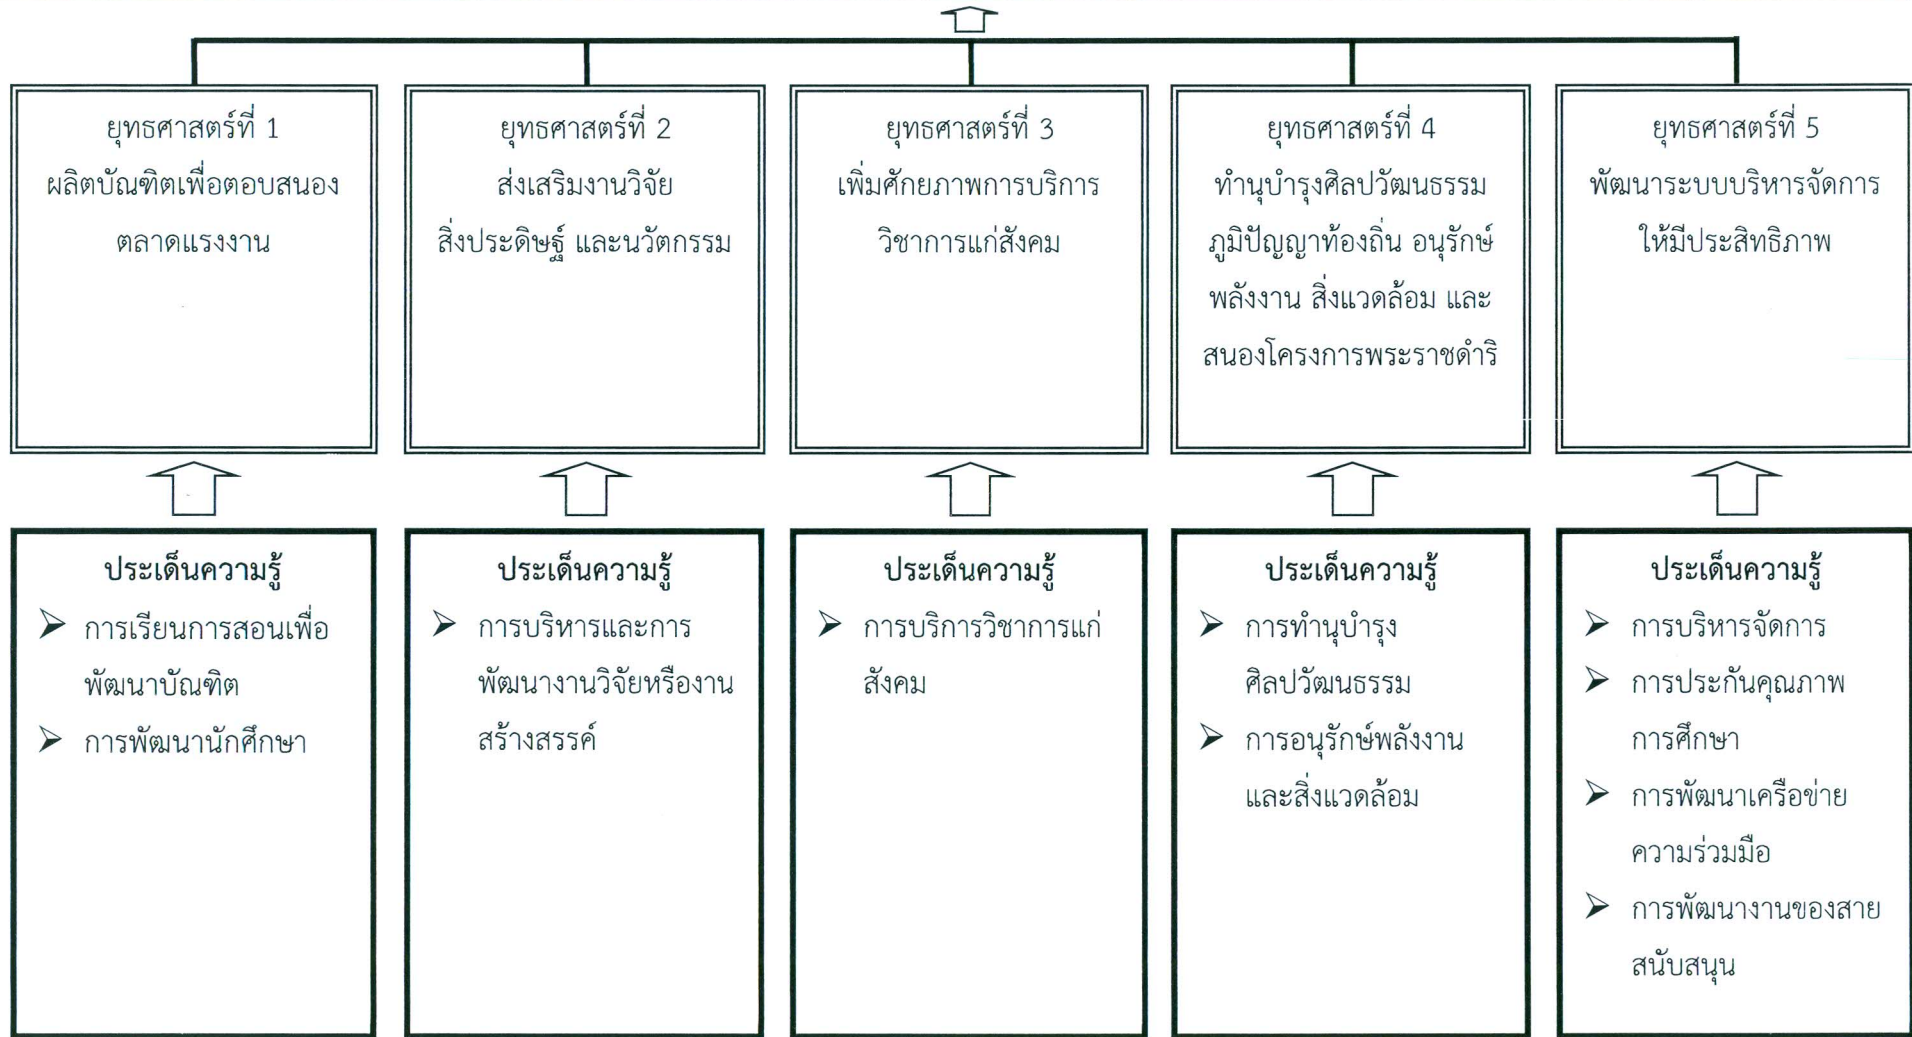 ยุทธศาสตร์ที่ 1
ผลิตบัณฑิตเพื่อตอบสนอง
ตลาดแรงงาน
ยุทธศาสตร์ที่ 2
ส่งเสริมงานวิจัย
สิ่งประดิษฐ์ และนวัตกรรม
ยุทธศาสตร์ที่ 3
เพิ่มศักยภาพการบริการ
วิชาการแก่สังคม
ยุทธศาสตร์ที่ 4
ทำนุบำรุงศิลปวัฒนธรรม
ภูมิปัญญาท้องถิ่น อนุรักษ์
พลังงาน สิ่งแวดล้อม และ
สนองโครงการพระราชดำริ
ยุทธศาสตร์ที่ 5
พัฒนาระบบบริหารจัดการ
ให้มีประสิทธิภาพ
ประเด็นความรู้
➢ การเรียนการสอนเพื่อ
พัฒนาบัณฑิต
➢ การพัฒนานักศึกษา
ประเด็นความรู้
➢ การบริหารและการ
พัฒนางานวิจัยหรืองาน
สร้างสรรค์
ประเด็นความรู้
➢ การบริการวิชาการแก่
สังคม
ประเด็นความรู้
➢ การทำนุบำรุง
ศิลปวัฒนธรรม
➢ การอนุรักษ์พลังงาน
และสิ่งแวดล้อม
ประเด็นความรู้
➢ การบริหารจัดการ
➢ การประกันคุณภาพ
การศึกษา
➢ การพัฒนาเครือข่าย
ความร่วมมือ
➢ การพัฒนางานของสาย
สนับสนุน